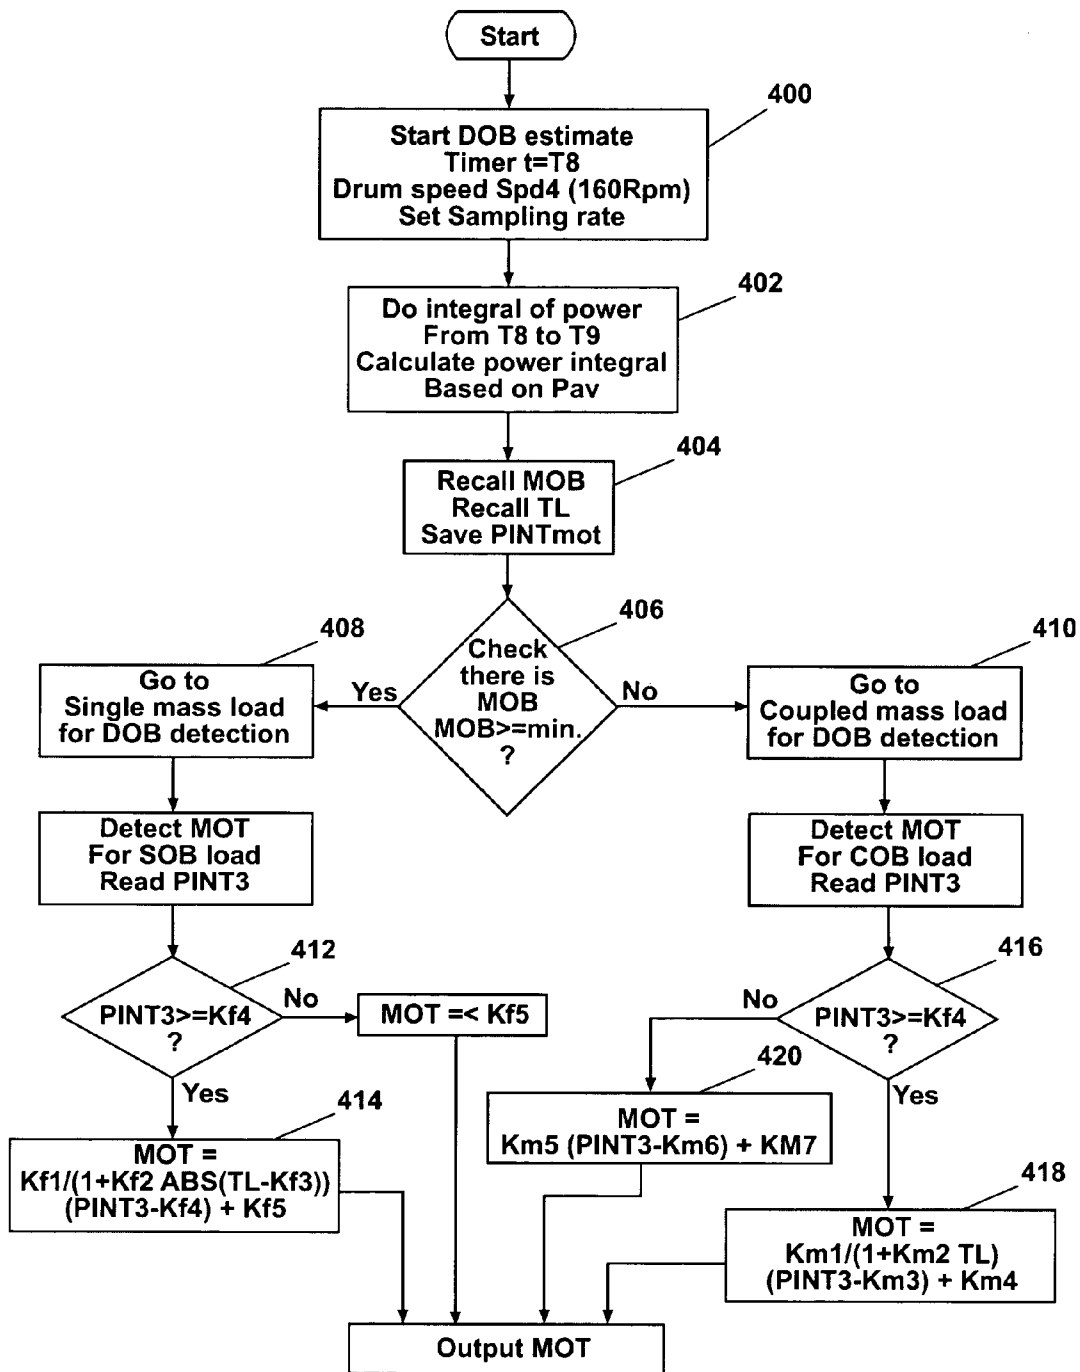 Start
400
Start DOB estimate
Timer t=T8
Drum speed Spd4 (160Rpm)
Set Sampling rate
402
Do integral of power
From T8 to T9
Calculate power integral
Based on Pav
404
Recall MOB
Recall TL
Save PINTmot
406
Check
there is
MOB
MOB>=min.
?
Yes
No
408
Go to
Single mass load
for DOB detection
410
Go to
Coupled mass load
for DOB detection
Detect MOT
For SOB load
Read PINT3
Detect MOT
For COB load
Read PINT3
412
PINT3>=Kf4
?
No
Yes
MOT =< Kf5
416
PINT3>=Kf4
?
No
Yes
414
MOT =
Kf1/(1+Kf2 ABS(TL-Kf3))
(PINT3-Kf4) + Kf5
420
MOT =
Km5 (PINT3-Km6) + KM7
418
MOT =
Km1/(1+Km2 TL)
(PINT3-Km3) + Km4
Output MOT